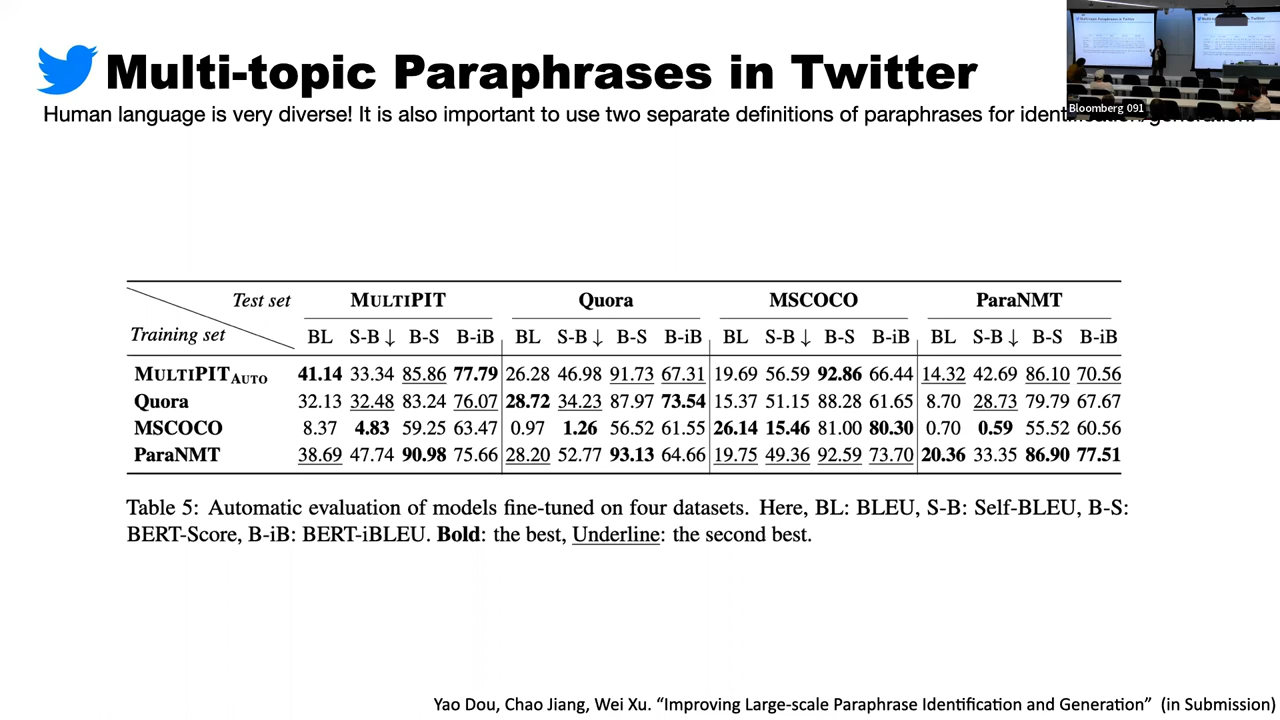 Multi-topic Paraphrases in Twitter
Human language is very diverse! It is also important to use two separate definitions of paraphrases for identification/generation.
Bloomberg 091
Test set MULTIPIT Quora MSCOCO ParaNMT
Training set BL S-B ↓ B-S B-iB BL S-B ↓ B-S B-iB BL S-B ↓ B-S B-iB BL S-B ↓ B-S B-iB
MULTIPITAUTO 41.14 33.34 85.86 77.79 26.28 46.98 91.73 67.31 19.69 56.59 92.86 66.44 14.32 42.69 86.10 70.56
Quora 32.13 32.48 83.24 76.07 28.72 34.23 87.97 73.54 15.37 51.15 88.28 61.65 8.70 28.73 79.79 67.67
MSCOCO 8.37 4.83 59.25 63.47 0.97 1.26 56.52 61.55 26.14 15.46 81.00 80.30 0.70 0.59 55.52 60.56
ParaNMT 38.69 47.74 90.98 75.66 28.20 52.77 93.13 64.66 19.75 49.36 92.59 73.70 20.36 33.35 86.90 77.51
Table 5: Automatic evaluation of models fine-tuned on four datasets. Here, BL: BLEU, S-B: Self-BLEU, B-S:
BERT-Score, B-iB: BERT-iBLEU. Bold: the best, Underline: the second best.
Yao Dou, Chao Jiang, Wei Xu. “Improving Large-scale Paraphrase Identification and Generation” (in Submission)